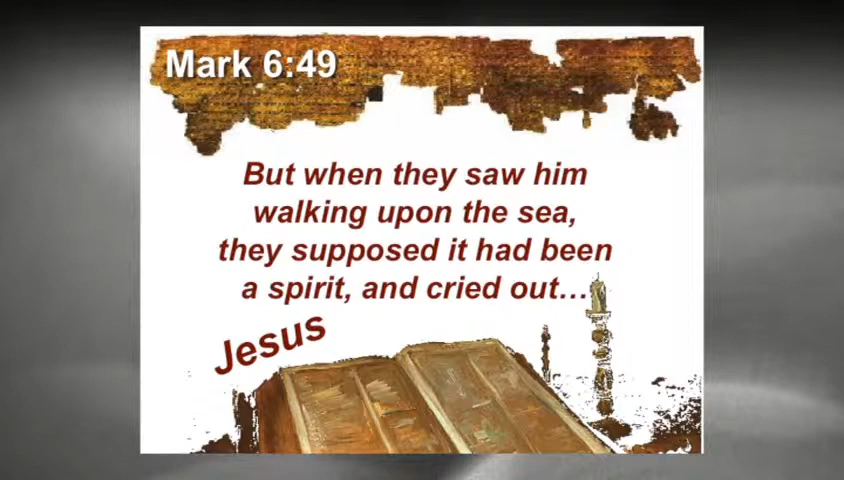 Mark 6:49
But when they saw him
walking upon the sea,
they supposed it had been
a spirit, and cried out…
Jesus